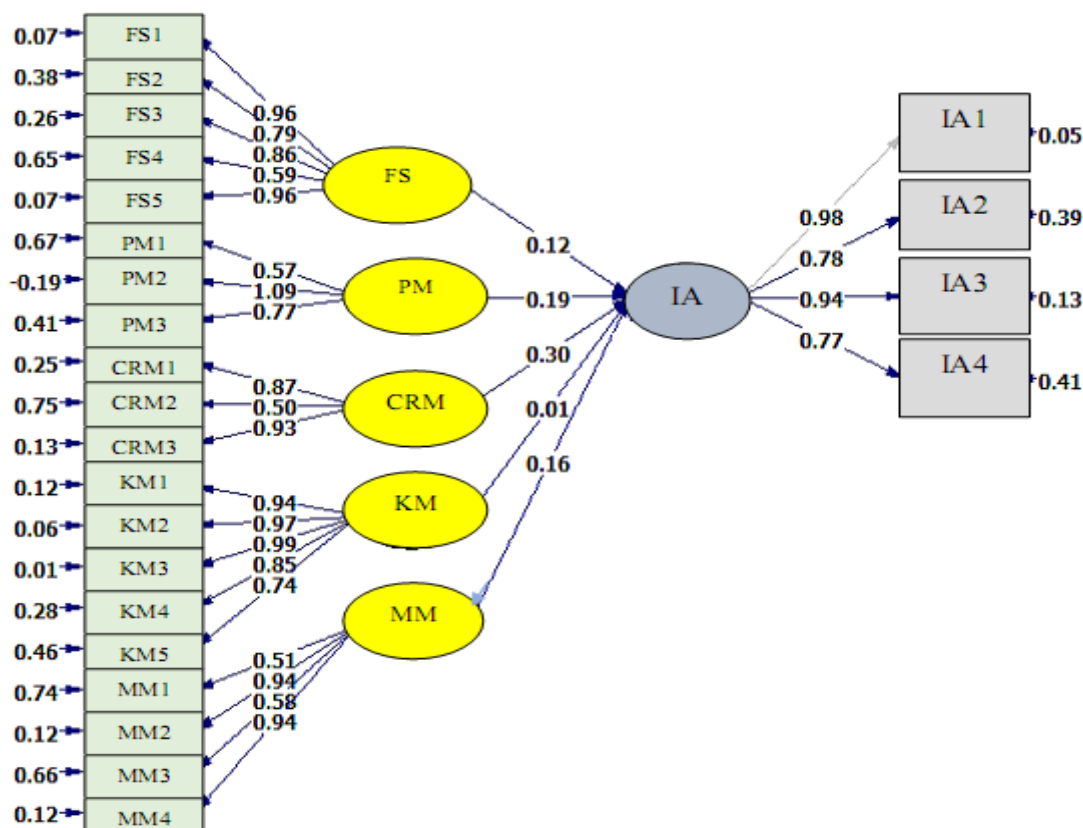 0.07 FS1
0.38 FS2
0.26 FS3
0.65 FS4
0.07 FS5
0.67 PM1
-0.19 PM2
0.41 PM3
0.25 CRM1
0.75 CRM2
0.13 CRM3
0.12 KM1
0.06 KM2
0.01 KM3
0.28 KM4
0.46 KM5
0.74 MM1
0.12 MM2
0.66 MM3
0.12 MM4
0.96
0.79
0.86
0.59
0.96
0.57
1.09
0.77
0.87
0.50
0.93
0.94
0.97
0.99
0.85
0.74
0.51
0.94
0.58
0.94
FS
PM
CRM
KM
MM
0.12
0.19
0.30
0.01
0.16
IA
0.98
0.78
0.94
0.77
IA1 0.05
IA2 0.39
IA3 0.13
IA4 0.41